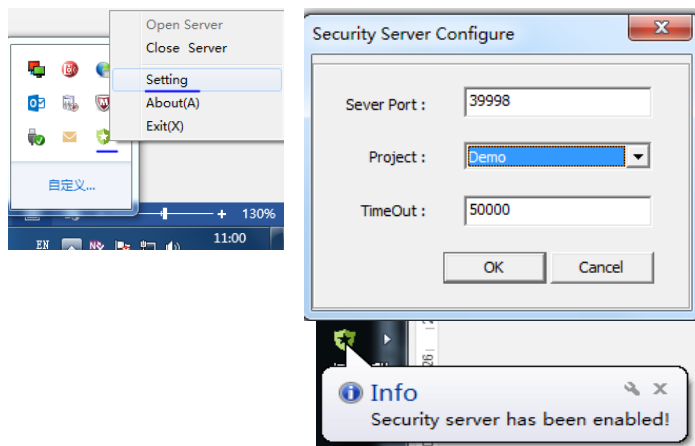 Open Server
Close Server
Setting
About(A)
Exit(X)
自定义...
130%
EN
11:00
Security Server Configure
Sever Port :
39998
Project :
Demo
TimeOut :
50000
OK
Cancel
Info
Security server has been enabled!